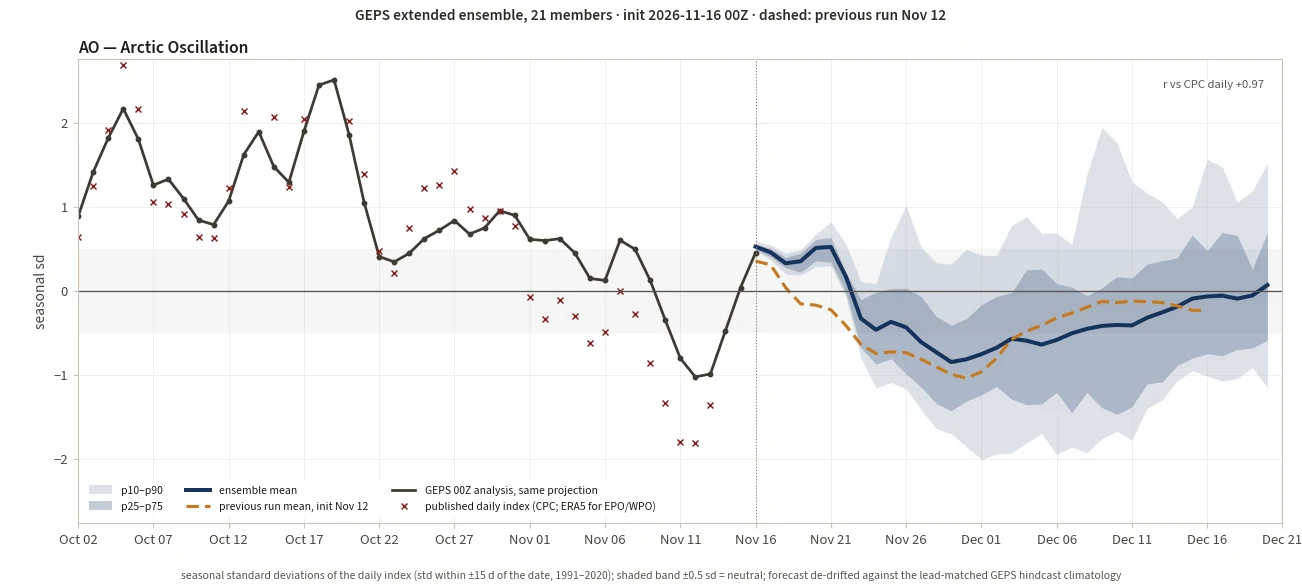 GEPS extended ensemble, 21 members · init 2026-11-16 00Z · dashed: previous run Nov 12
AO — Arctic Oscillation
r vs CPC daily +0.97
seasonal sd
2
1
0
−1
−2
p10–p90
p25–p75
ensemble mean
previous run mean, init Nov 12
GEPS 00Z analysis, same projection
published daily index (CPC; ERA5 for EPO/WPO)
Oct 02 Oct 07 Oct 12 Oct 17 Oct 22 Oct 27 Nov 01 Nov 06 Nov 11 Nov 16 Nov 21 Nov 26 Dec 01 Dec 06 Dec 11 Dec 16 Dec 21
seasonal standard deviations of the daily index (std within ±15 d of the date, 1991–2020); shaded band ±0.5 sd = neutral; forecast de-drifted against the lead-matched GEPS hindcast climatology